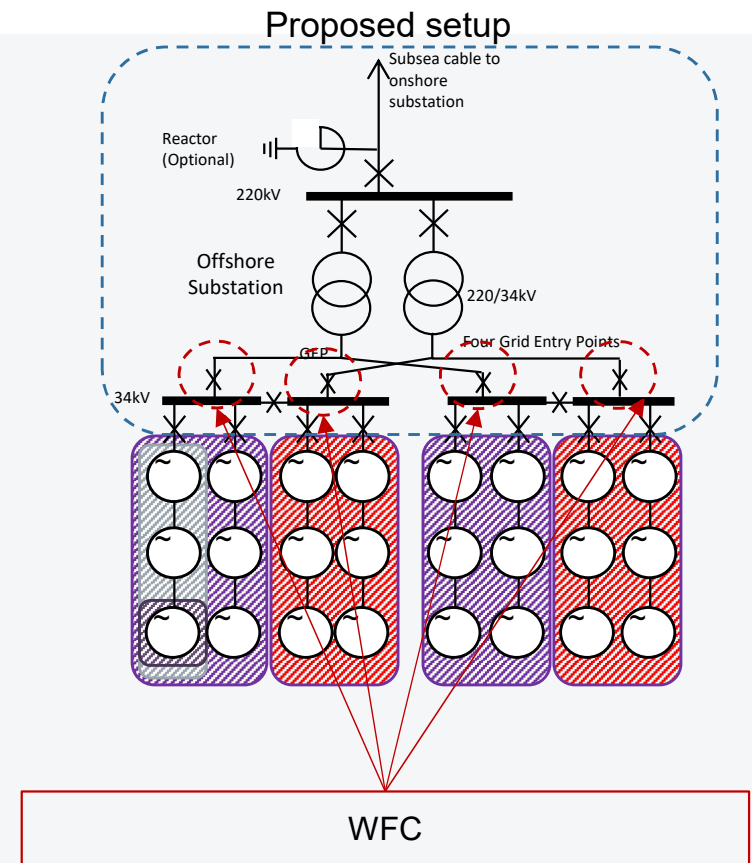 Proposed setup
Subsea cable to
onshore
substation
Reactor
(Optional)
220kV
Offshore
Substation
220/34kV
GEP
Four Grid Entry Points
34kV
~ ~ ~ ~ ~ ~ ~ ~
~ ~ ~ ~ ~ ~ ~ ~
~ ~ ~ ~ ~ ~ ~ ~
WFC